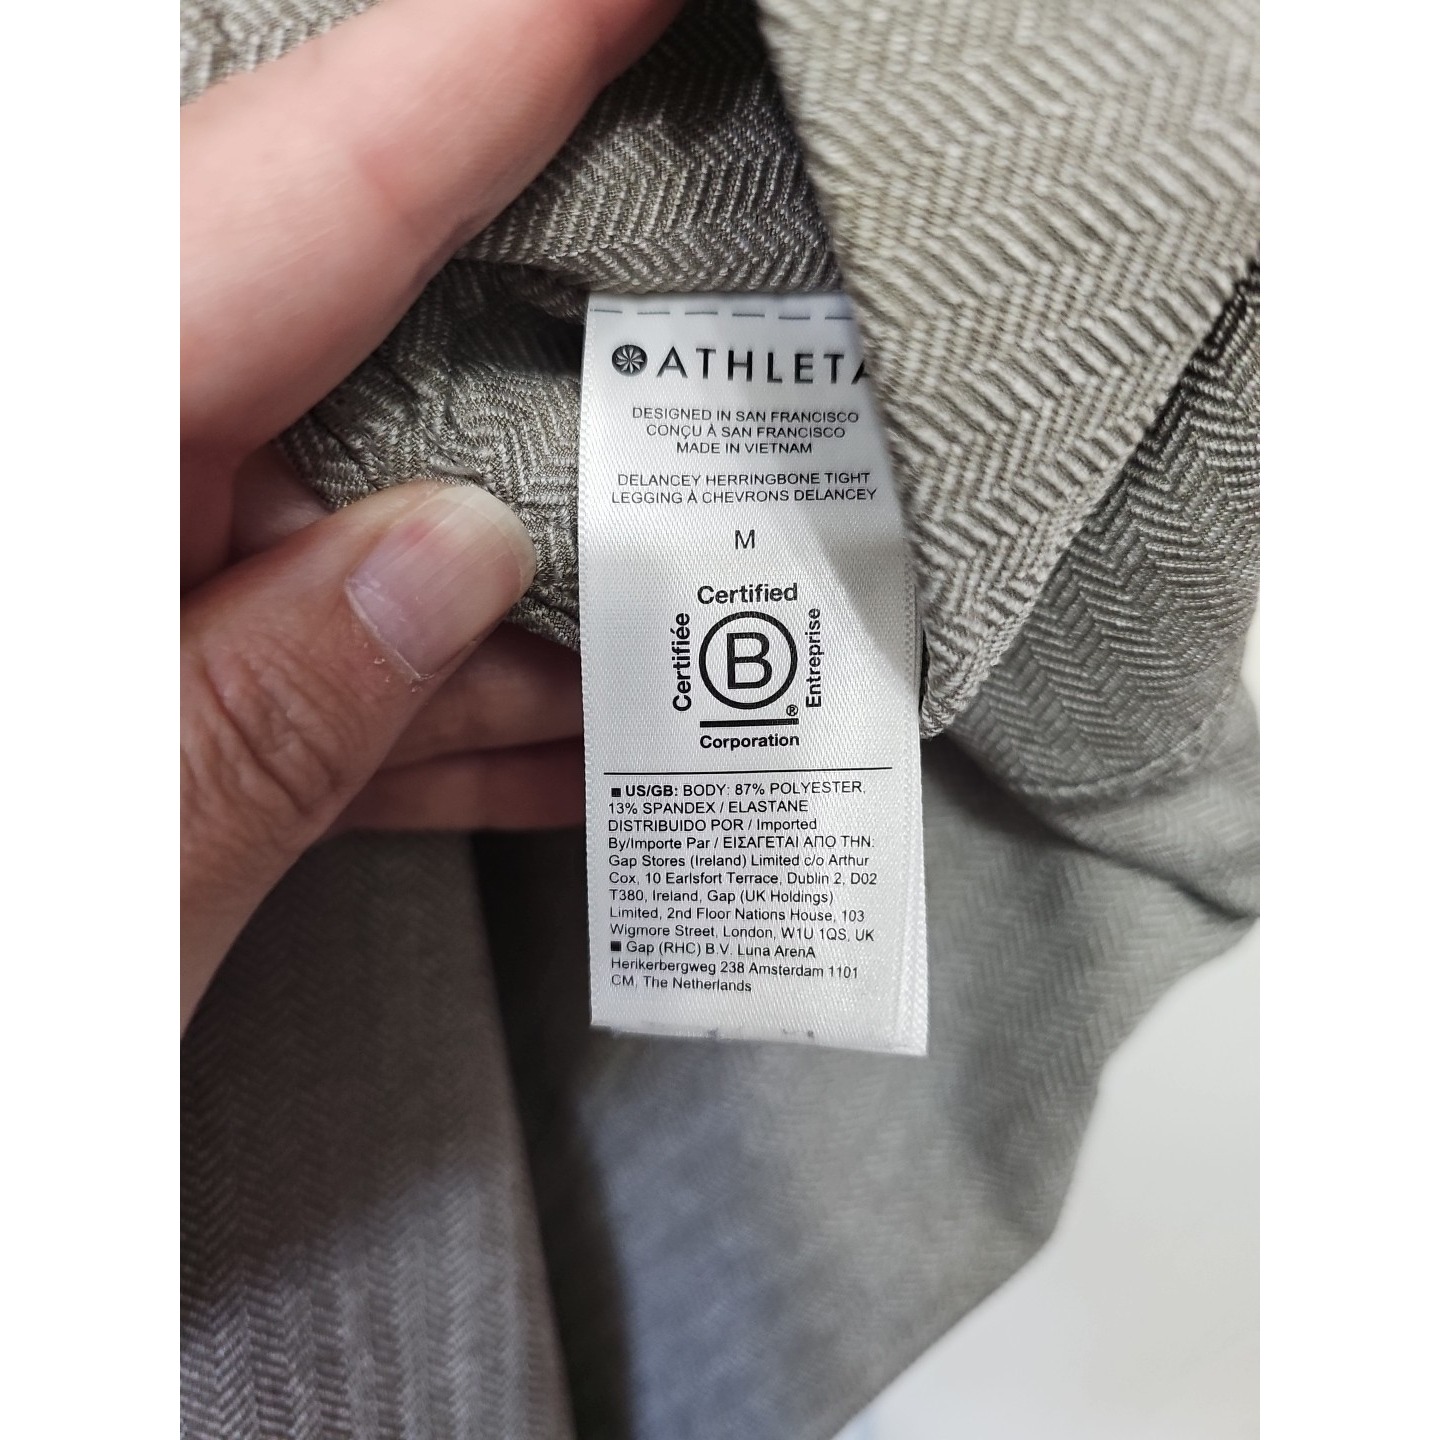 ATHLETA
DESIGNED IN SAN FRANCISCO
CONÇU À SAN FRANCISCO
MADE IN VIETNAM
DELANCEY HERRINGBONE TIGHT
LEGGING À CHEVRONS DELANCEY
M
Certified
Certifiée
B
Entreprise
®
Corporation
■ US/GB: BODY: 87% POLYESTER,
13% SPANDEX / ELASTANE
DISTRIBUIDO POR / Imported
By/Importe Par / ΕΙΣΑΓΕΤΑΙ ΑΠΟ ΤΗΝ:
Gap Stores (Ireland) Limited c/o Arthur
Cox, 10 Earlsfort Terrace, Dublin 2, D02
T380, Ireland, Gap (UK Holdings)
Limited, 2nd Floor Nations House, 103
Wigmore Street, London, W1U 1QS, UK
■ Gap (RHC) B.V. Luna ArenA
Herikerbergweg 238 Amsterdam 1101
CM, The Netherlands